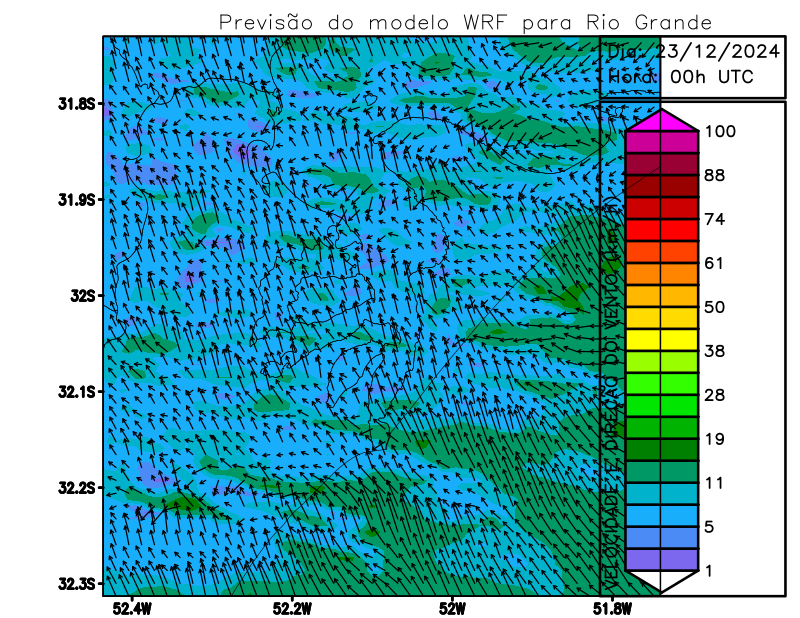 Previsão do modelo WRF para Rio Grande
Dia: 23/12/2024
Hora: 00h UTC
31.8S
31.9S
32S
32.1S
32.2S
32.3S
52.4W
52.2W
52W
51.8W
VELOCIDADE E DIREÇÃO DO VENTO (km/h)
100
88
74
61
50
38
28
19
11
5
1